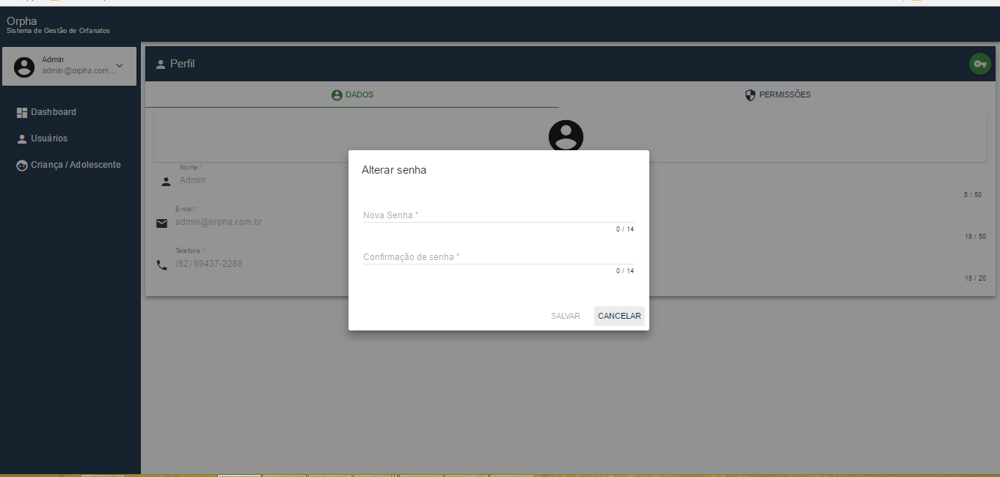 Orpha
Sistema de Gestão de Orfanatos
Admin
admin@orpha.com...
Dashboard
Usuários
Criança / Adolescente
Perfil
DADOS
PERMISSÕES
Nome *
Admin
5 / 50
E-mail *
admin@orpha.com.br
18 / 50
Telefone *
(62) 99437-2288
15 / 20
Alterar senha
Nova Senha *
0 / 14
Confirmação de senha *
0 / 14
SALVAR
CANCELAR